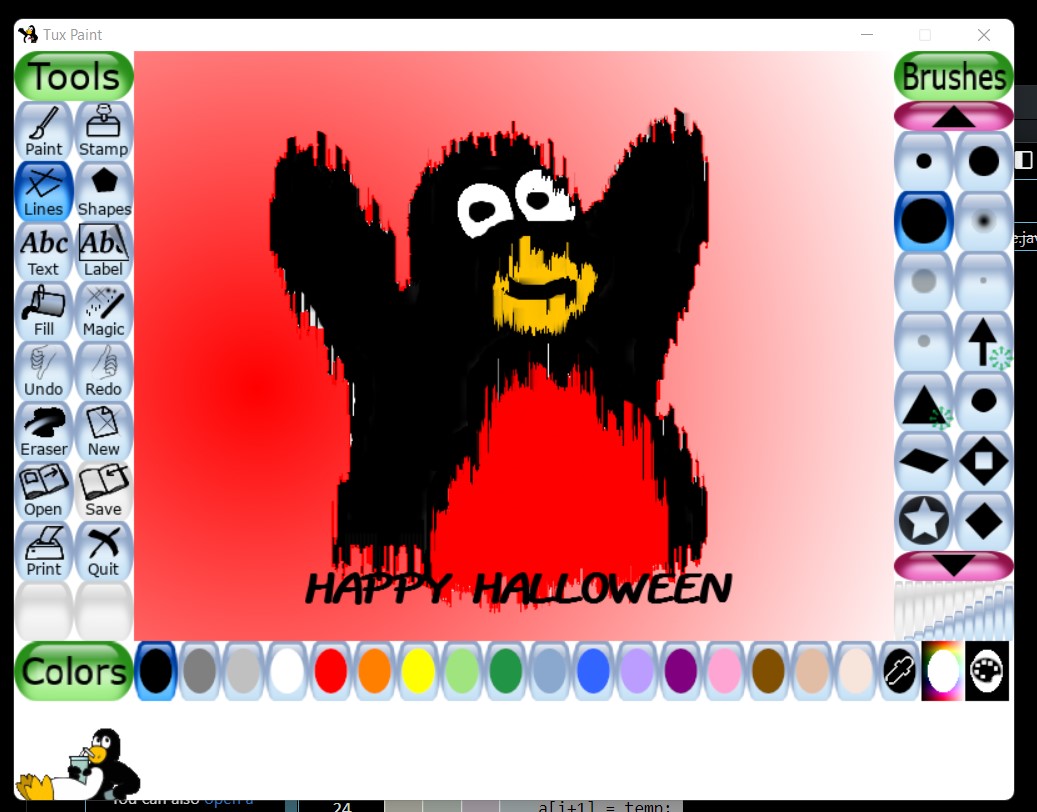 Tux Paint
Tools
Brushes
Paint
Stamp
Lines
Shapes
Abc
Abc
Text
Label
Fill
Magic
Undo
Redo
Eraser
New
Open
Save
Print
Quit
HAPPY HALLOWEEN
Colors
e.jav
You can also open a
24
a[j+1] = temp;